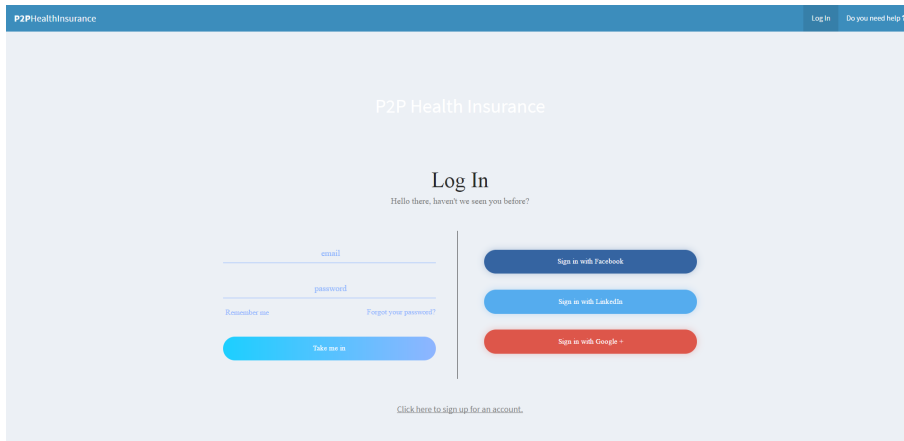 P2PHealthInsurance
Log In
Do you need help ?
P2P Health Insurance
Log In
Hello there, haven't we seen you before?
email
password
Remember me
Forgot your password?
Take me in
Sign in with Facebook
Sign in with LinkedIn
Sign in with Google +
Click here to sign up for an account.